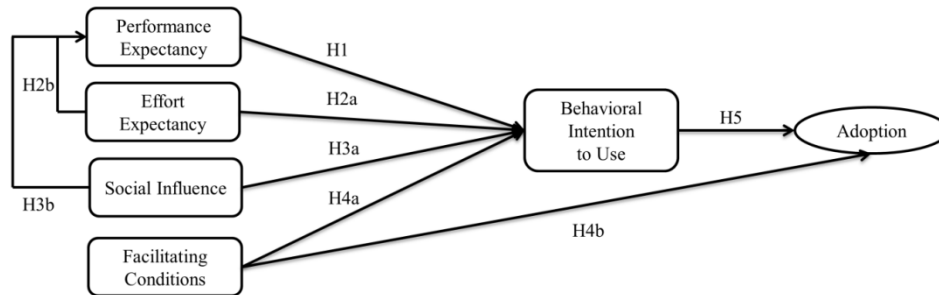 Performance
Expectancy
H1
H2b
Effort
Expectancy
H2a
Behavioral
Intention
to Use
H5
Adoption
H3a
Social Influence
H3b
H4a
H4b
Facilitating
Conditions